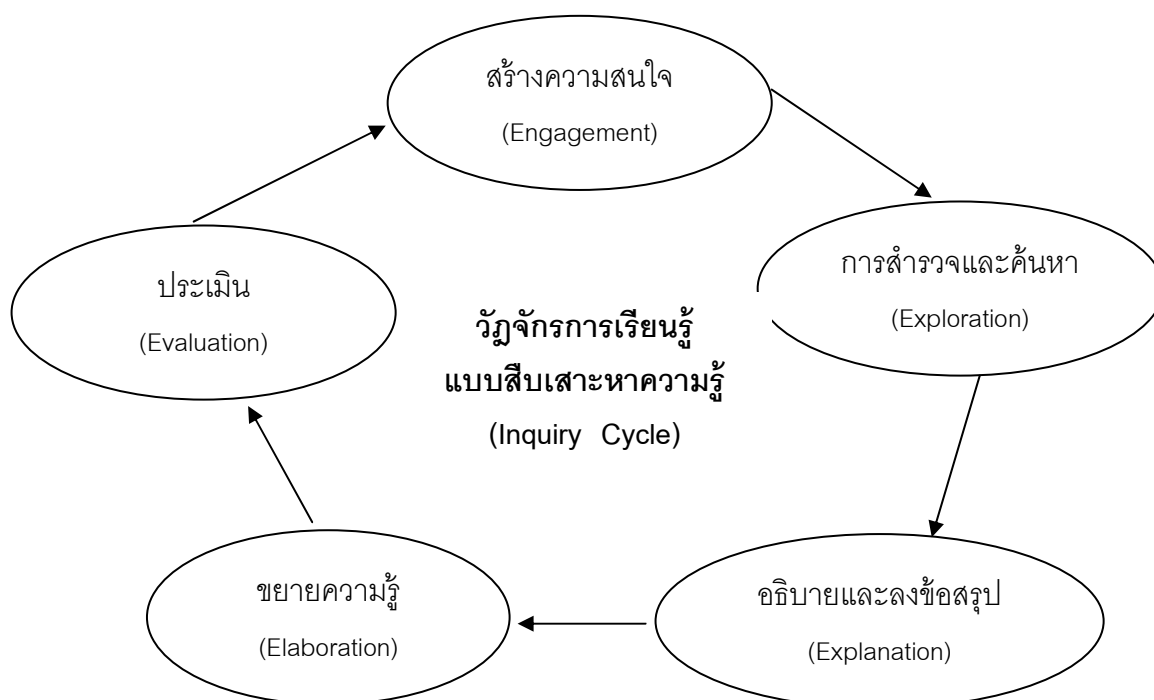 สร้างความสนใจ
(Engagement)
การสำรวจและค้นหา
(Exploration)
ประเมิน
(Evaluation)
วัฏจักรการเรียนรู้
แบบสืบเสาะหาความรู้
(Inquiry Cycle)
ขยายความรู้
(Elaboration)
อธิบายและลงข้อสรุป
(Explanation)